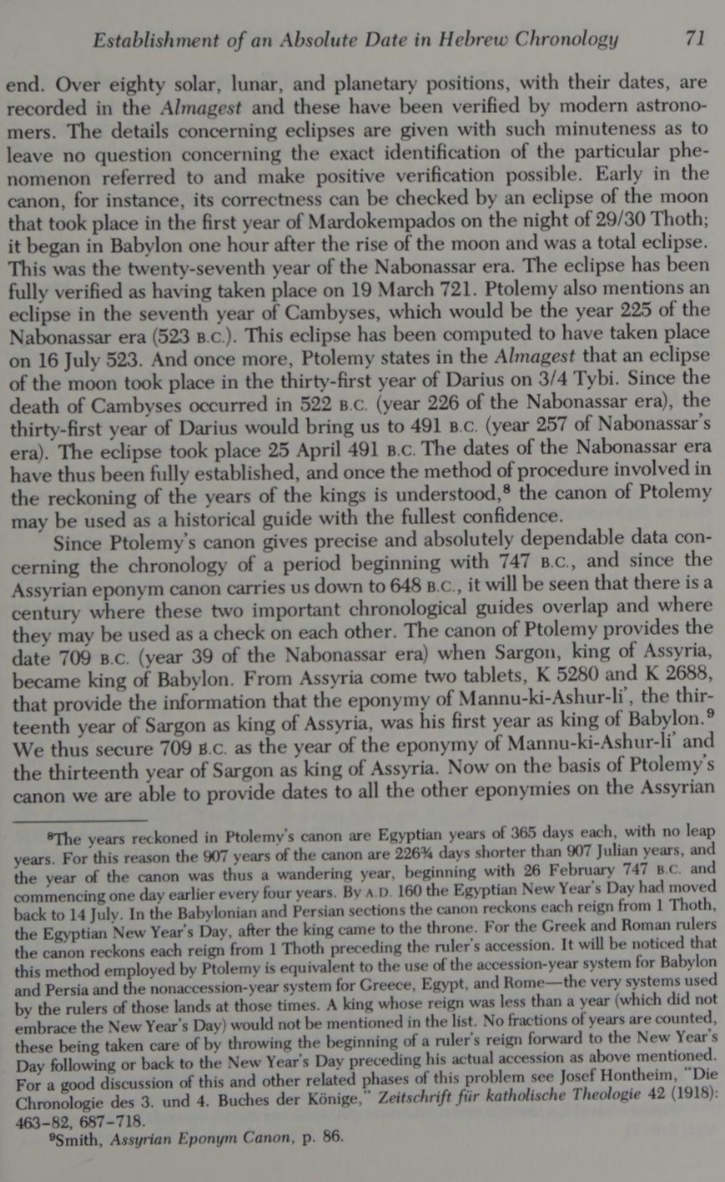 Establishment of an Absolute Date in Hebrew Chronology 71
end. Over eighty solar, lunar, and planetary positions, with their dates, are
recorded in the Almagest and these have been verified by modern astrono-
mers. The details concerning eclipses are given with such minuteness as to
leave no question concerning the exact identification of the particular phe-
nomenon referred to and make positive verification possible. Early in the
canon, for instance, its correctness can be checked by an eclipse of the moon
that took place in the first year of Mardokempados on the night of 29/30 Thoth;
it began in Babylon one hour after the rise of the moon and was a total eclipse.
This was the twenty-seventh year of the Nabonassar era. The eclipse has been
fully verified as having taken place on 19 March 721. Ptolemy also mentions an
eclipse in the seventh year of Cambyses, which would be the year 225 of the
Nabonassar era (523 B.C.). This eclipse has been computed to have taken place
on 16 July 523. And once more, Ptolemy states in the Almagest that an eclipse
of the moon took place in the thirty-first year of Darius on 3/4 Tybi. Since the
death of Cambyses occurred in 522 B.C. (year 226 of the Nabonassar era), the
thirty-first year of Darius would bring us to 491 B.C. (year 257 of Nabonassar's
era). The eclipse took place 25 April 491 B.C. The dates of the Nabonassar era
have thus been fully established, and once the method of procedure involved in
the reckoning of the years of the kings is understood,⁸ the canon of Ptolemy
may be used as a historical guide with the fullest confidence.
Since Ptolemy's canon gives precise and absolutely dependable data con-
cerning the chronology of a period beginning with 747 B.C., and since the
Assyrian eponym canon carries us down to 648 B.C., it will be seen that there is a
century where these two important chronological guides overlap and where
they may be used as a check on each other. The canon of Ptolemy provides the
date 709 B.C. (year 39 of the Nabonassar era) when Sargon, king of Assyria,
became king of Babylon. From Assyria come two tablets, K 5280 and K 2688,
that provide the information that the eponymy of Mannu-ki-Ashur-li', the thir-
teenth year of Sargon as king of Assyria, was his first year as king of Babylon.⁹
We thus secure 709 B.C. as the year of the eponymy of Mannu-ki-Ashur-li' and
the thirteenth year of Sargon as king of Assyria. Now on the basis of Ptolemy's
canon we are able to provide dates to all the other eponymies on the Assyrian
⁸The years reckoned in Ptolemy's canon are Egyptian years of 365 days each, with no leap
years. For this reason the 907 years of the canon are 226¾ days shorter than 907 Julian years, and
the year of the canon was thus a wandering year, beginning with 26 February 747 B.C. and
commencing one day earlier every four years. By A.D. 160 the Egyptian New Year's Day had moved
back to 14 July. In the Babylonian and Persian sections the canon reckons each reign from 1 Thoth,
the Egyptian New Year's Day, after the king came to the throne. For the Greek and Roman rulers
the canon reckons each reign from 1 Thoth preceding the ruler's accession. It will be noticed that
this method employed by Ptolemy is equivalent to the use of the accession-year system for Babylon
and Persia and the nonaccession-year system for Greece, Egypt, and Rome—the very systems used
by the rulers of those lands at those times. A king whose reign was less than a year (which did not
embrace the New Year's Day) would not be mentioned in the list. No fractions of years are counted,
these being taken care of by throwing the beginning of a ruler's reign forward to the New Year's
Day following or back to the New Year's Day preceding his actual accession as above mentioned.
For a good discussion of this and other related phases of this problem see Josef Hontheim, "Die
Chronologie des 3. und 4. Buches der Könige," Zeitschrift für katholische Theologie 42 (1918):
463–82, 687–718.
⁹Smith, Assyrian Eponym Canon, p. 86.